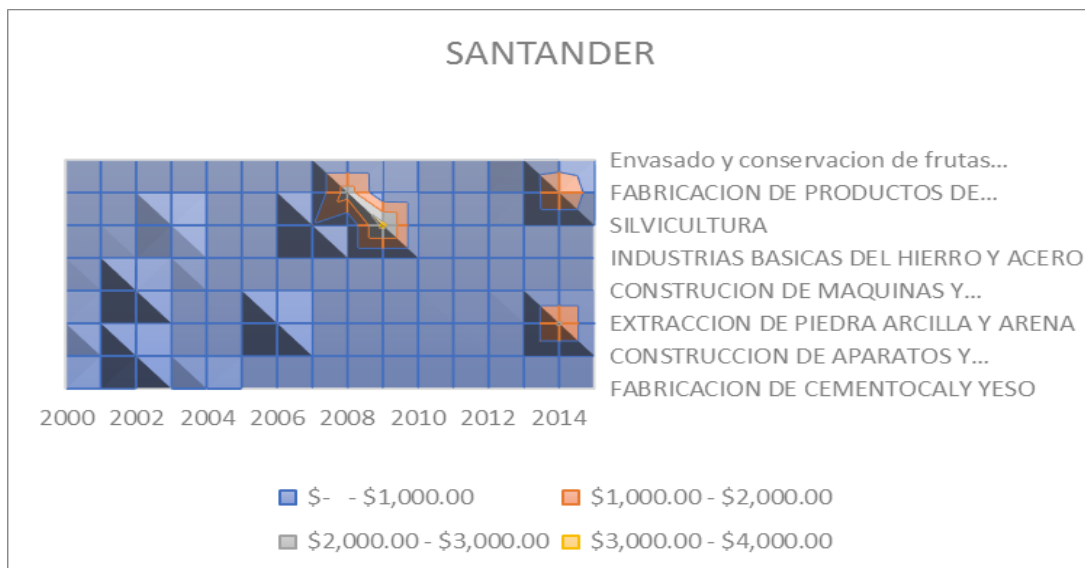 SANTANDER
Envasado y conservacion de frutas...
FABRICACION DE PRODUCTOS DE...
SILVICULTURA
INDUSTRIAS BASICAS DEL HIERRO Y ACERO
CONSTRUCION DE MAQUINAS Y...
EXTRACCION DE PIEDRA ARCILLA Y ARENA
CONSTRUCCION DE APARATOS Y...
FABRICACION DE CEMENTOCALY YESO
2000 2002 2004 2006 2008 2010 2012 2014
$- - $1,000.00 $1,000.00 - $2,000.00
$2,000.00 - $3,000.00 $3,000.00 - $4,000.00